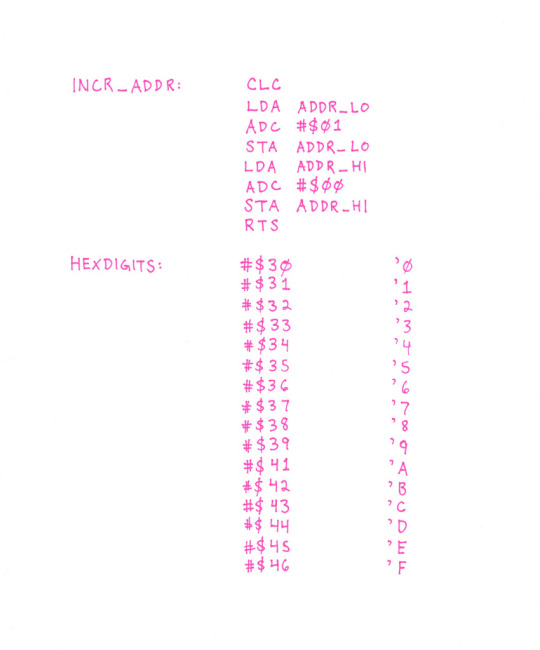 INCR_ADDR: CLC
LDA ADDR_LO
ADC #$Ø1
STA ADDR_LO
LDA ADDR_HI
ADC #$ØØ
STA ADDR_HI
RTS
HEXDIGITS: #$3Ø 'Ø
#$31 '1
#$32 '2
#$33 '3
#$34 '4
#$35 '5
#$36 '6
#$37 '7
#$38 '8
#$39 '9
#$41 'A
#$42 'B
#$43 'C
#$44 'D
#$45 'E
#$46 'F